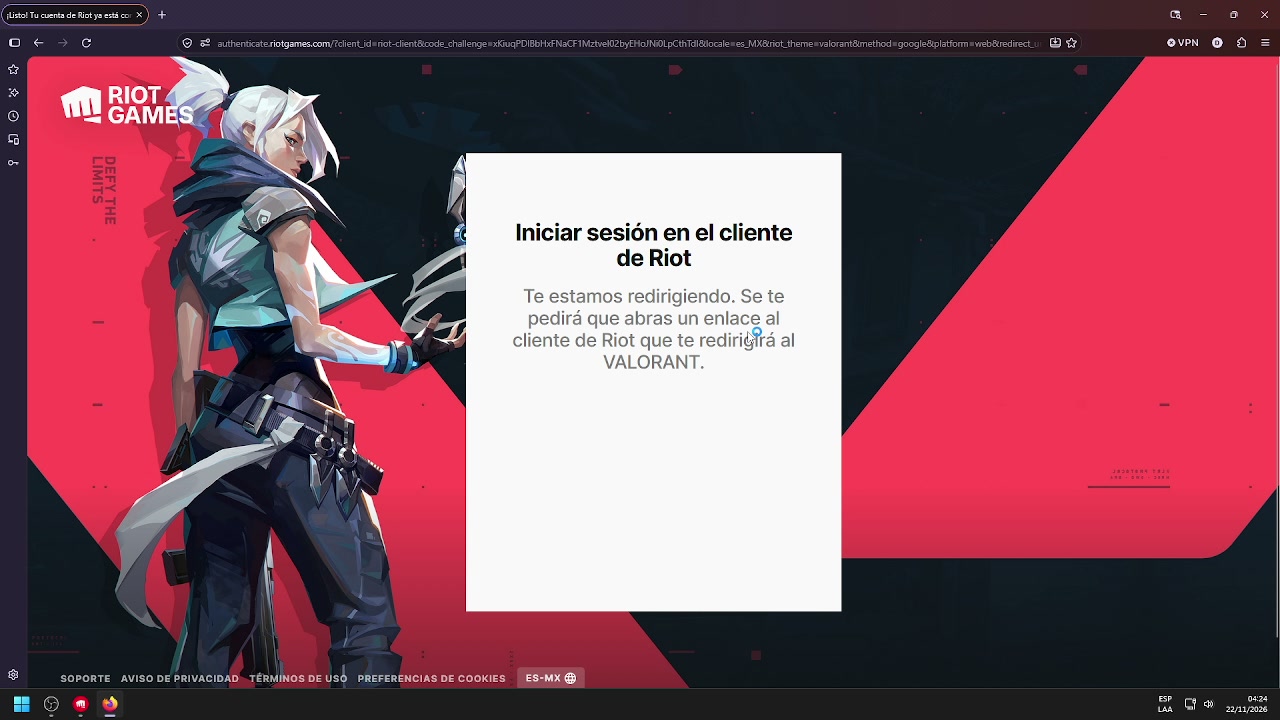 ¡Listo! Tu cuenta de Riot ya está cc
authenticate.riotgames.com/?client_id=riot-client&code_challenge=xKiuqPDlBbHxFNaCF1Mztvel02byEHoJNi0LpCthTdI&locale=es_MX&riot_theme=valorant&method=google&platform=web&redirect_u
VPN
RIOT
GAMES
DEFY THE
LIMITS
Iniciar sesión en el cliente
de Riot
Te estamos redirigiendo. Se te
pedirá que abras un enlace al
cliente de Riot que te redirigirá al
VALORANT.
SOPORTE AVISO DE PRIVACIDAD TÉRMINOS DE USO PREFERENCIAS DE COOKIES ES-MX
ESP
LAA
04:24
22/11/2026